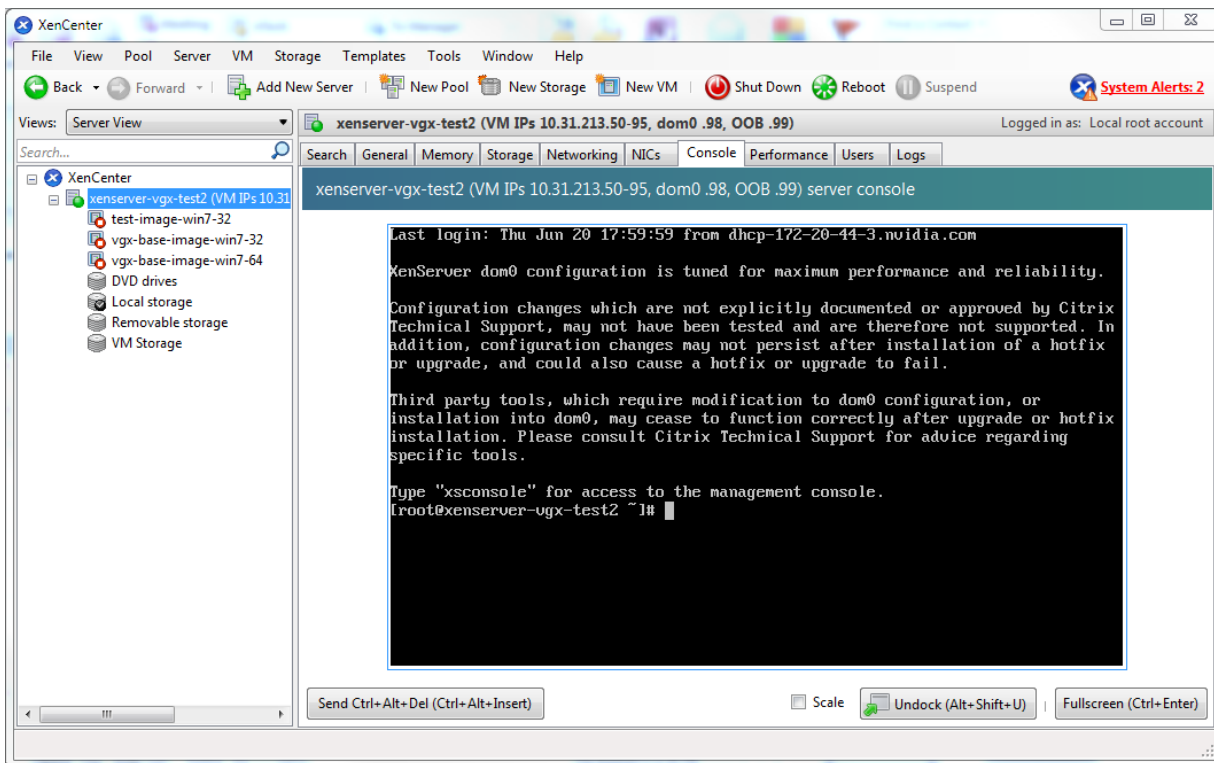 XenCenter
File View Pool Server VM Storage Templates Tools Window Help
Back Forward Add New Server New Pool New Storage New VM Shut Down Reboot Suspend System Alerts: 2
Views: Server View
xenserver-vgx-test2 (VM IPs 10.31.213.50-95, dom0 .98, OOB .99) Logged in as: Local root account
Search...
Search General Memory Storage Networking NICs Console Performance Users Logs
XenCenter
xenserver-vgx-test2 (VM IPs 10.31
test-image-win7-32
vgx-base-image-win7-32
vgx-base-image-win7-64
DVD drives
Local storage
Removable storage
VM Storage
xenserver-vgx-test2 (VM IPs 10.31.213.50-95, dom0 .98, OOB .99) server console
Last login: Thu Jun 20 17:59:59 from dhcp-172-20-44-3.nvidia.com
XenServer dom0 configuration is tuned for maximum performance and reliability.
Configuration changes which are not explicitly documented or approved by Citrix
Technical Support, may not have been tested and are therefore not supported. In
addition, configuration changes may not persist after installation of a hotfix
or upgrade, and could also cause a hotfix or upgrade to fail.
Third party tools, which require modification to dom0 configuration, or
installation into dom0, may cease to function correctly after upgrade or hotfix
installation. Please consult Citrix Technical Support for advice regarding
specific tools.
Type "xsconsole" for access to the management console.
[root@xenserver-vgx-test2 ~]#
Send Ctrl+Alt+Del (Ctrl+Alt+Insert) Scale Undock (Alt+Shift+U) Fullscreen (Ctrl+Enter)